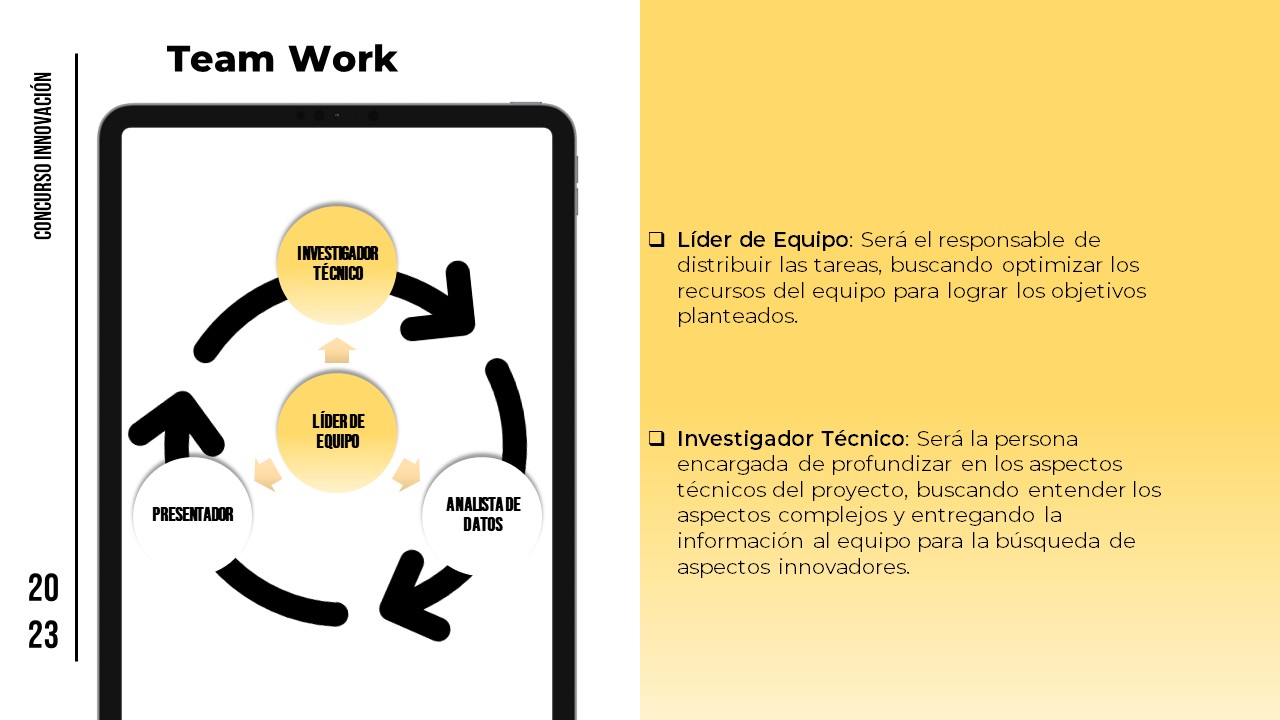 Team Work
CONCURSO INNOVACIÓN
20
23
INVESTIGADOR
TÉCNICO
LÍDER DE
EQUIPO
PRESENTADOR
ANALISTA DE
DATOS
❑ Líder de Equipo: Será el responsable de
distribuir las tareas, buscando optimizar los
recursos del equipo para lograr los objetivos
planteados.
❑ Investigador Técnico: Será la persona
encargada de profundizar en los aspectos
técnicos del proyecto, buscando entender los
aspectos complejos y entregando la
información al equipo para la búsqueda de
aspectos innovadores.